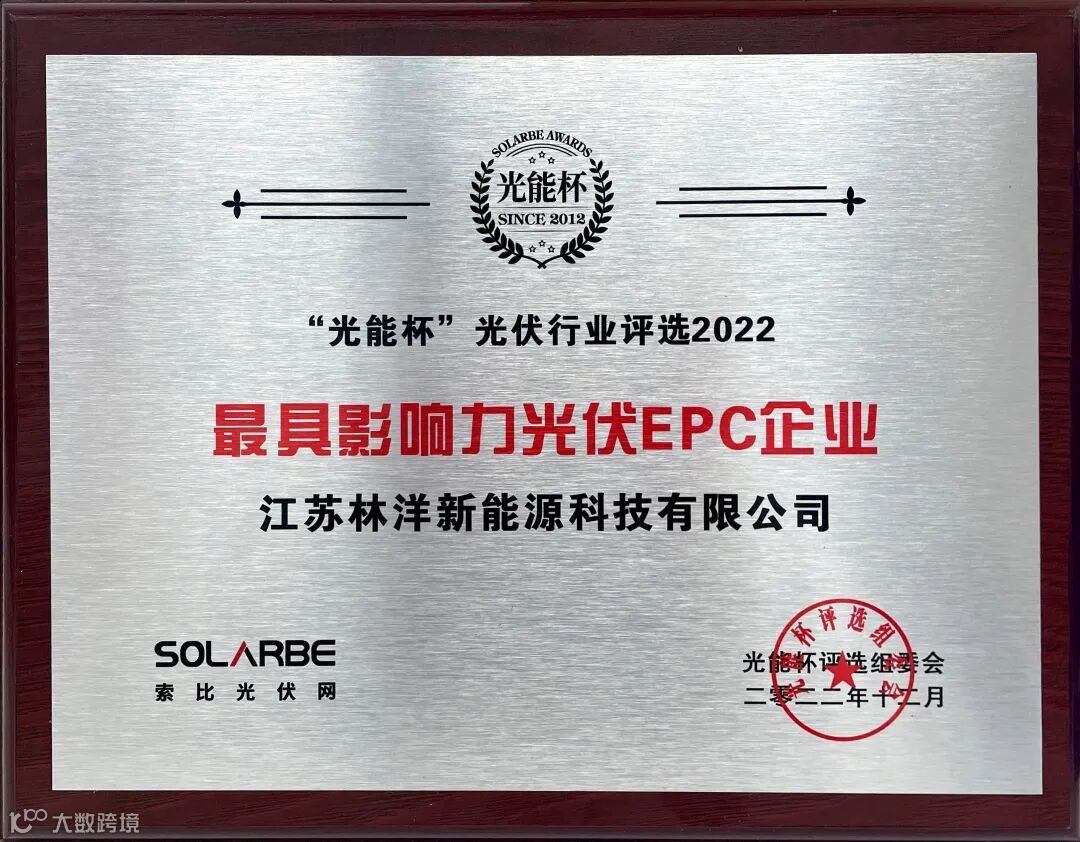 SOLARBE AWARDS
光能杯
SINCE 2012
“光能杯”光伏行业评选2022
最具影响力光伏EPC企业
江苏林洋新能源科技有限公司
SOLARBE
索比光伏网
光能杯评选组委会
光能杯评选组委会
二零二二年十二月
大数跨境